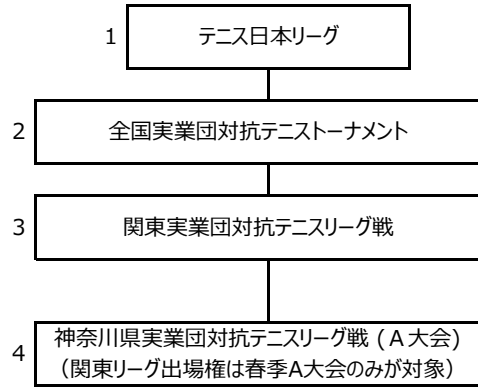 1 テニス日本リーグ
2 全国実業団対抗テニストーナメント
3 関東実業団対抗テニスリーグ戦
4 神奈川県実業団対抗テニスリーグ戦 (A大会)
(関東リーグ出場権は春季A大会のみが対象)